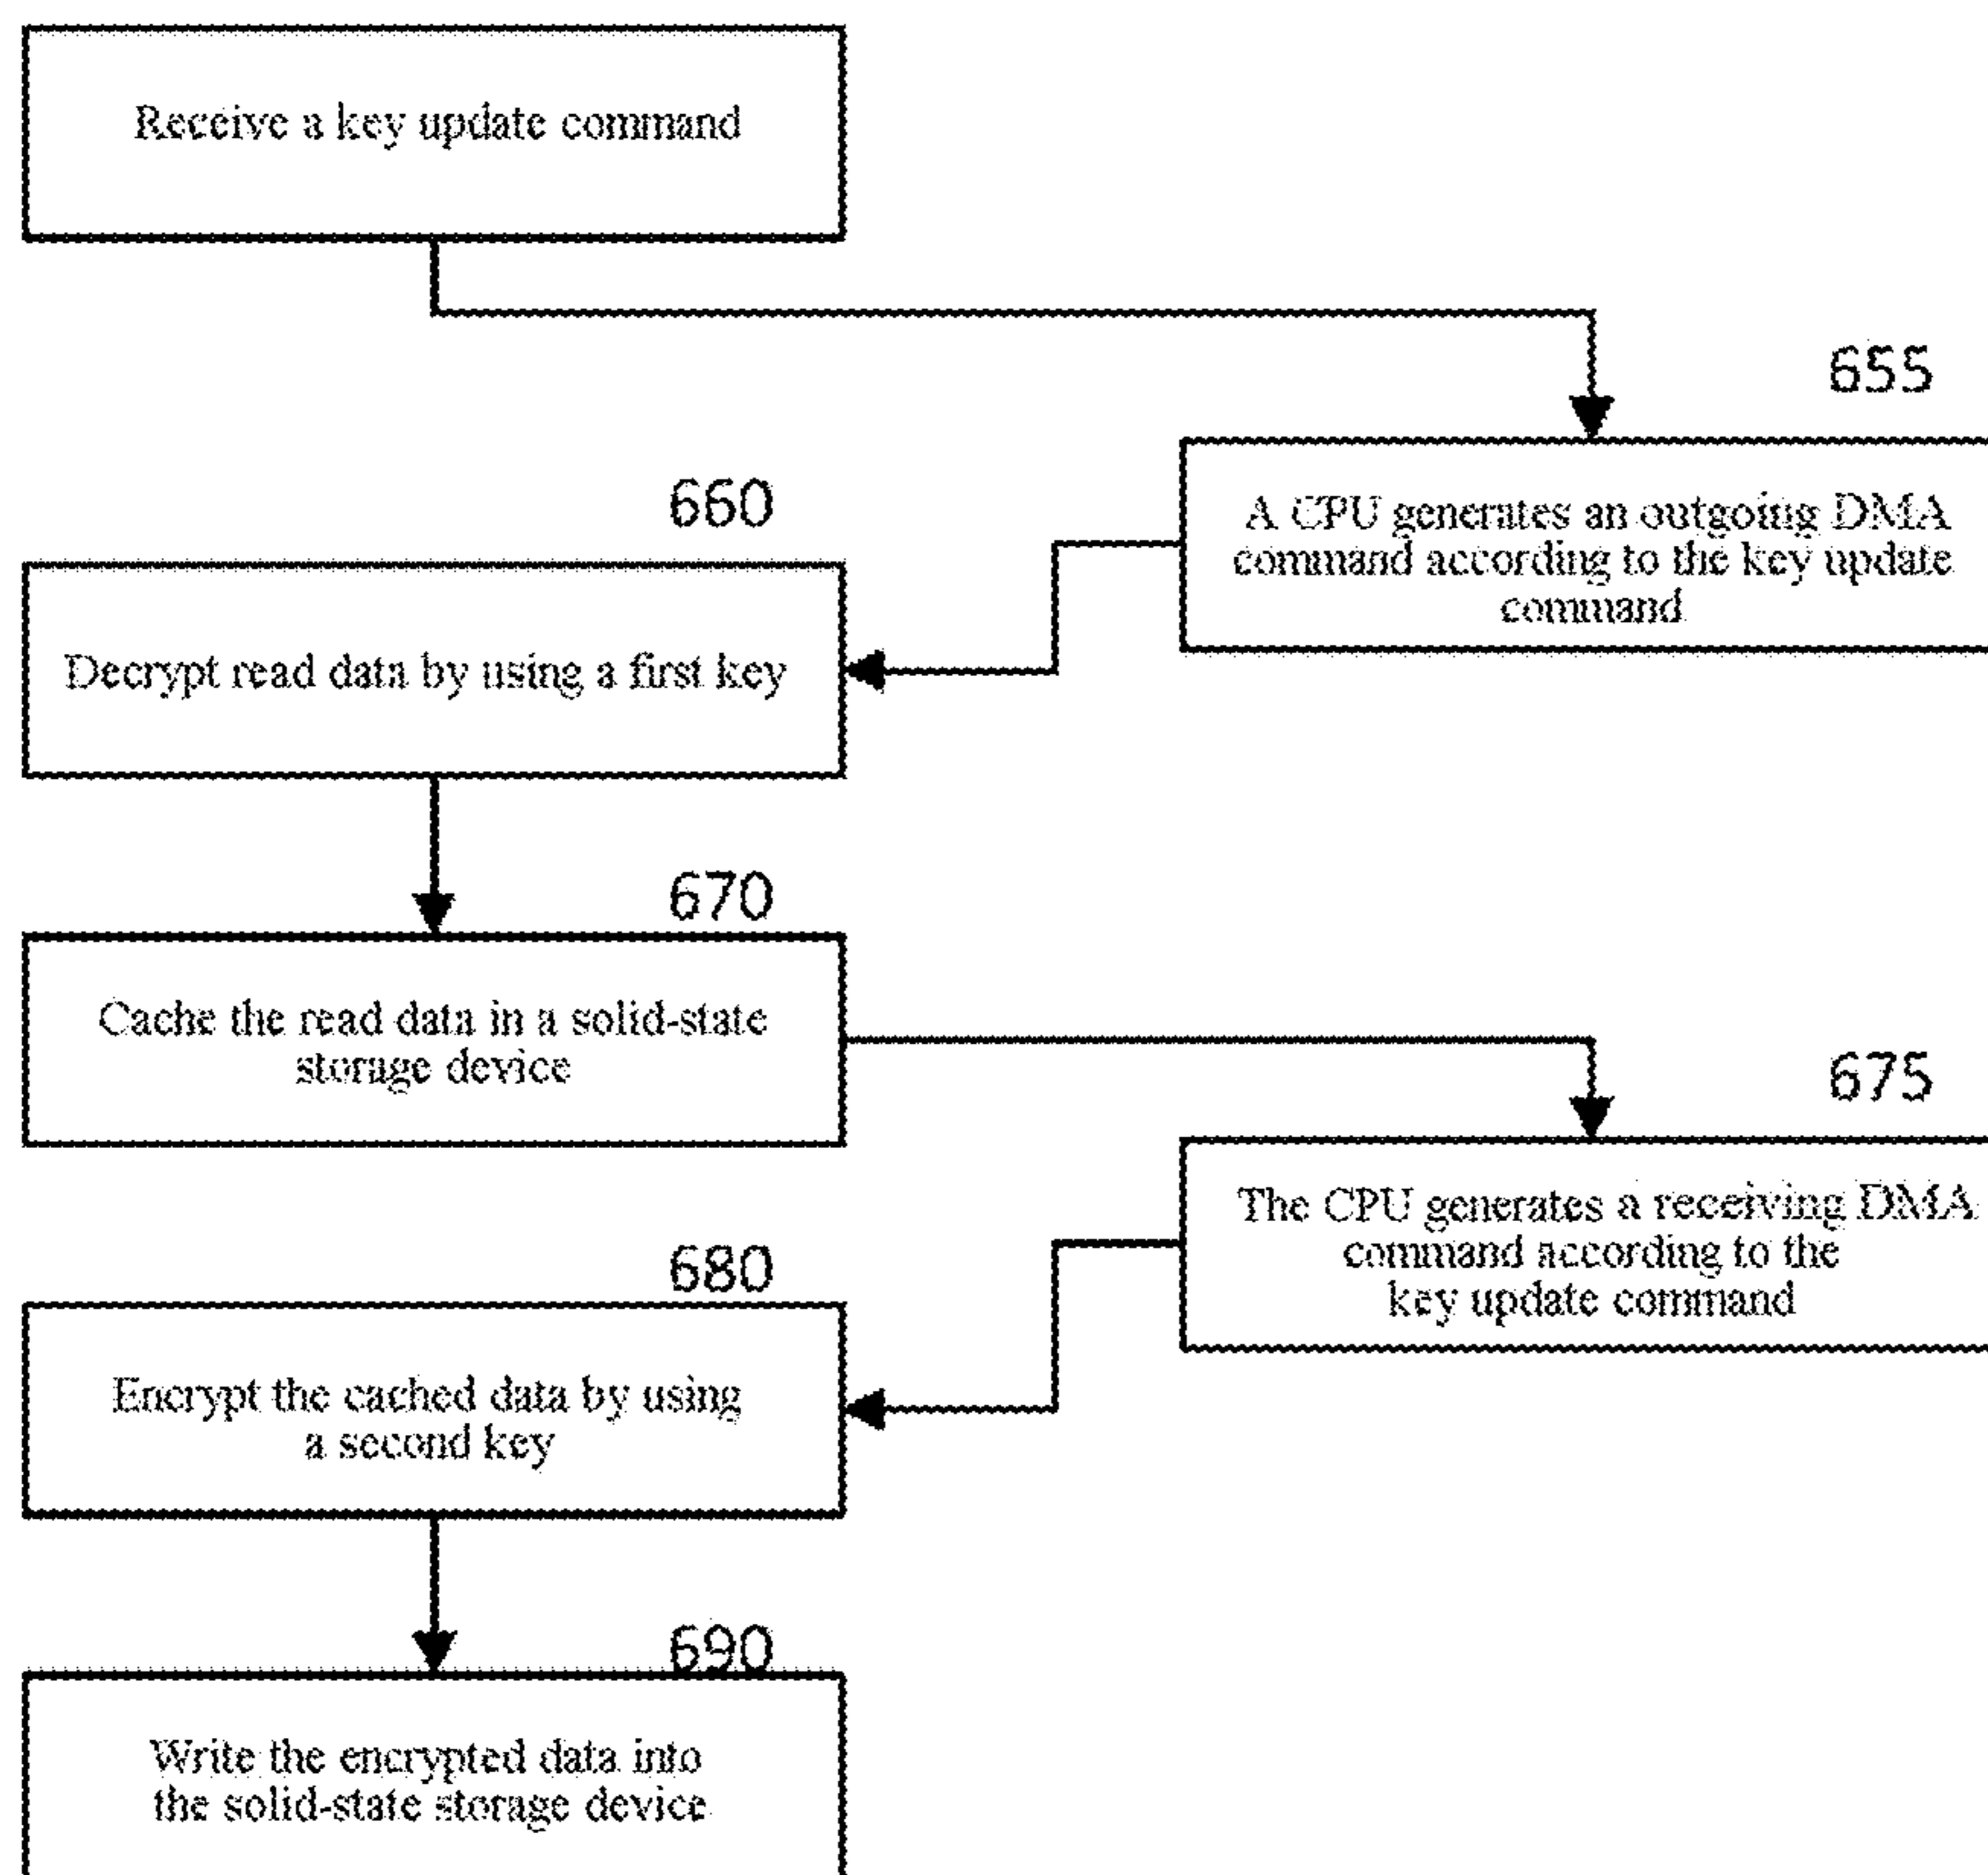 Receive a key update command
655
A CPU generates an outgoing DMA
command according to the key update
command
660
Decrypt read data by using a first key
670
Cache the read data in a solid-state
storage device
675
The CPU generates a receiving DMA
command according to the
key update command
680
Encrypt the cached data by using
a second key
690
Write the encrypted data into
the solid-state storage device